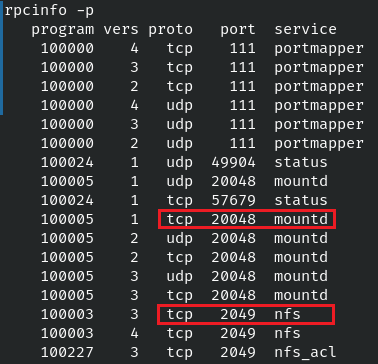 rpcinfo -p
program vers proto port service
100000 4 tcp 111 portmapper
100000 3 tcp 111 portmapper
100000 2 tcp 111 portmapper
100000 4 udp 111 portmapper
100000 3 udp 111 portmapper
100000 2 udp 111 portmapper
100024 1 udp 49904 status
100005 1 udp 20048 mountd
100024 1 tcp 57679 status
100005 1 tcp 20048 mountd
100005 2 udp 20048 mountd
100005 2 tcp 20048 mountd
100005 3 udp 20048 mountd
100005 3 tcp 20048 mountd
100003 3 tcp 2049 nfs
100003 4 tcp 2049 nfs
100227 3 tcp 2049 nfs_acl